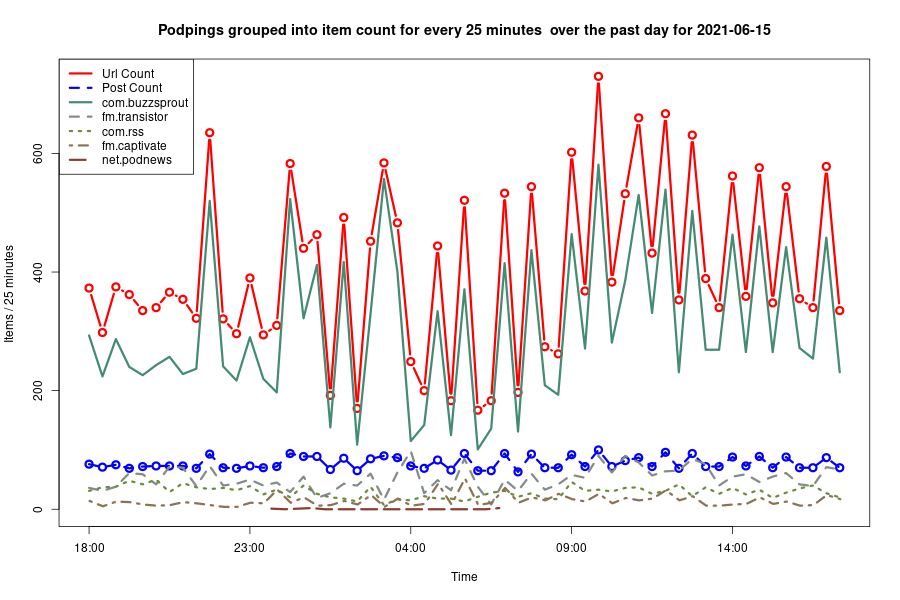 Podpings grouped into item count for every 25 minutes  over the past day for 2021-06-15
Url Count
Post Count
com.buzzsprout
fm.transistor
com.rss
fm.captivate
net.podnews
Items / 25 minutes
600
400
200
0
18:00 23:00 04:00 09:00 14:00
Time